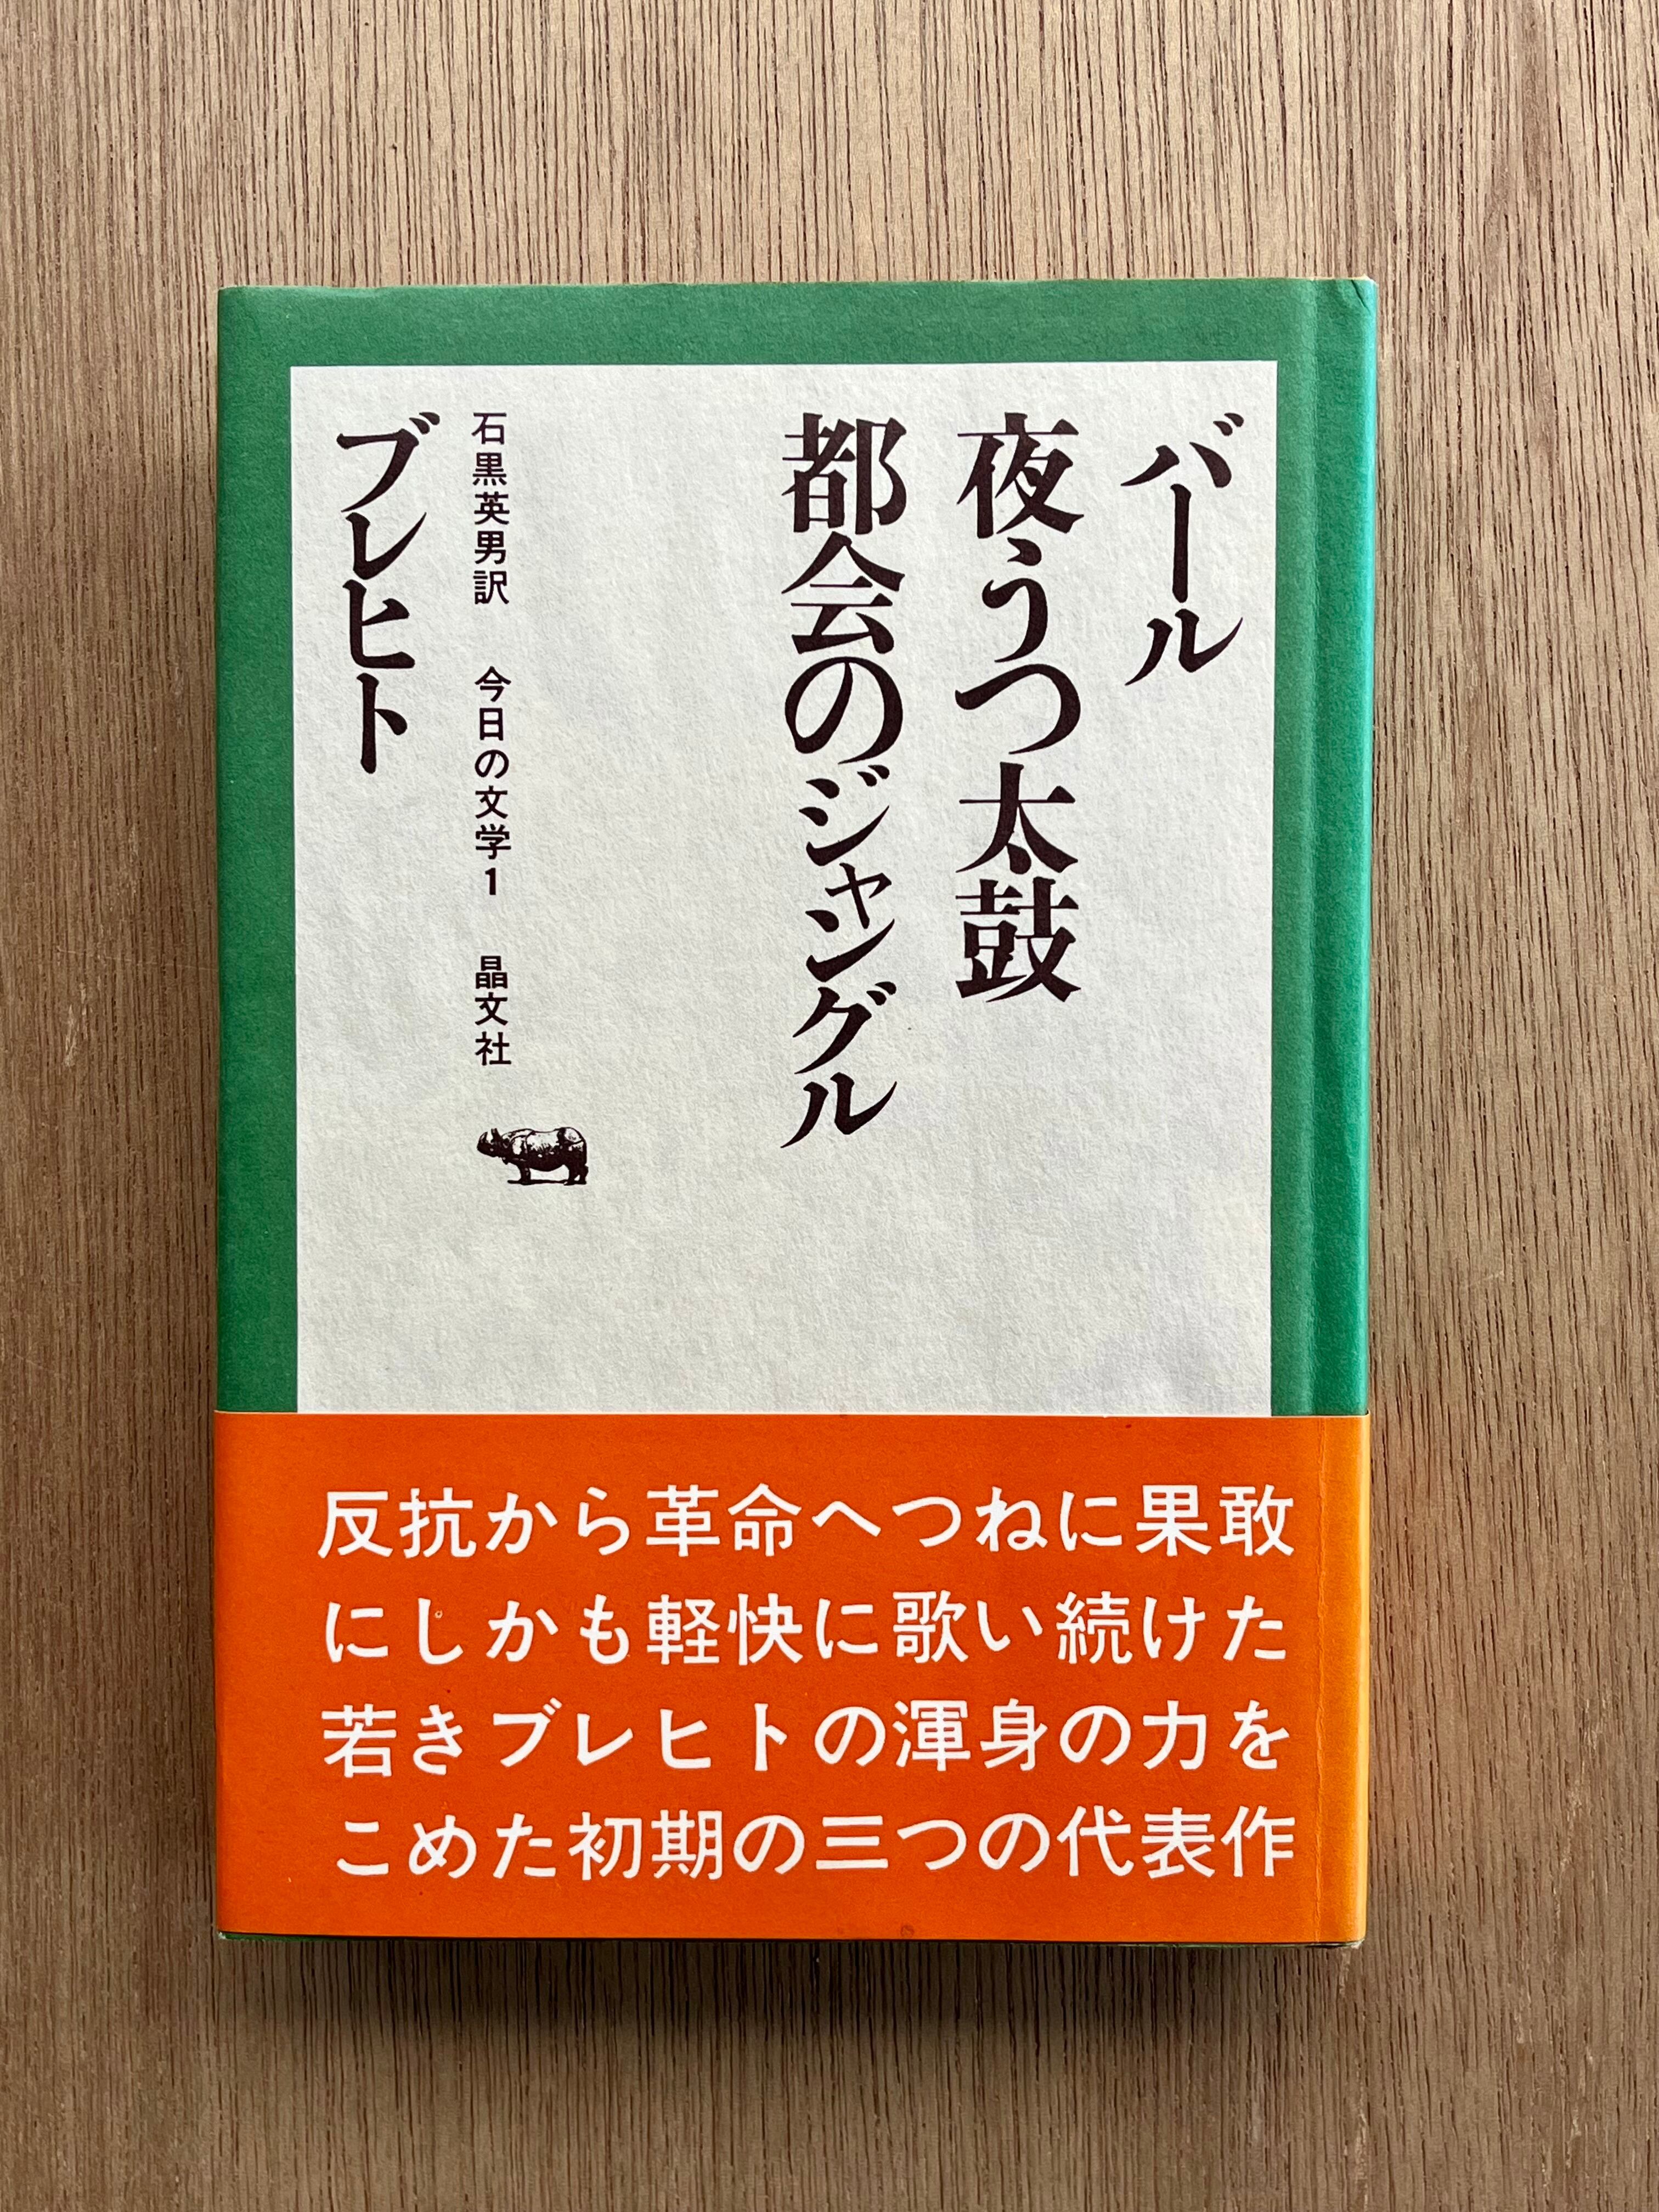 バール
夜うつ太鼓
都会のジャングル
石黒英男訳 今日の文学1 晶文社
ブレヒト
反抗から革命へつねに果敢
にしかも軽快に歌い続けた
若きブレヒトの渾身の力を
こめた初期の三つの代表作